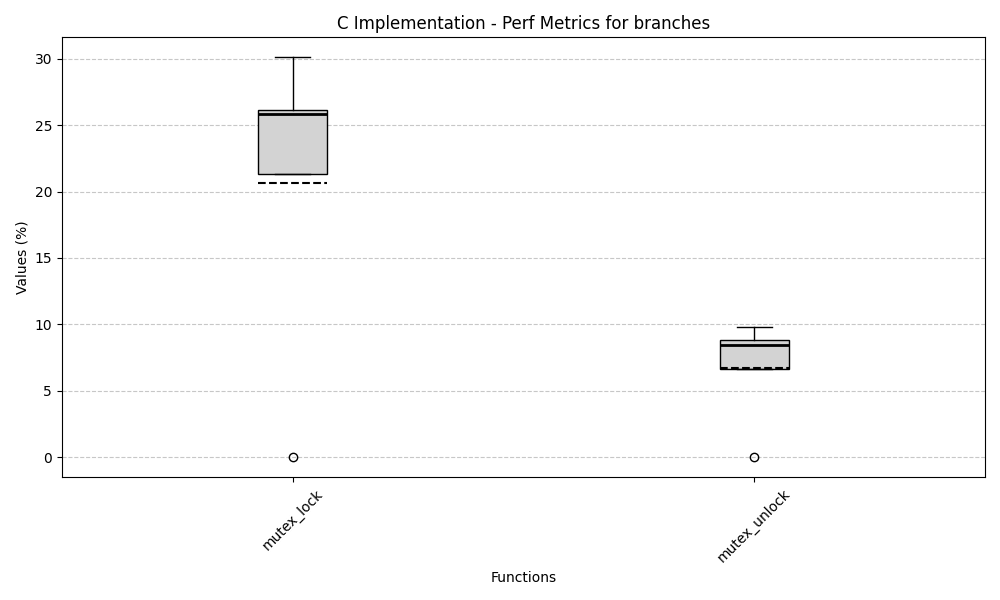 C Implementation - Perf Metrics for branches
Values (%)
30
25
20
15
10
5
0
mutex_lock
mutex_unlock
Functions